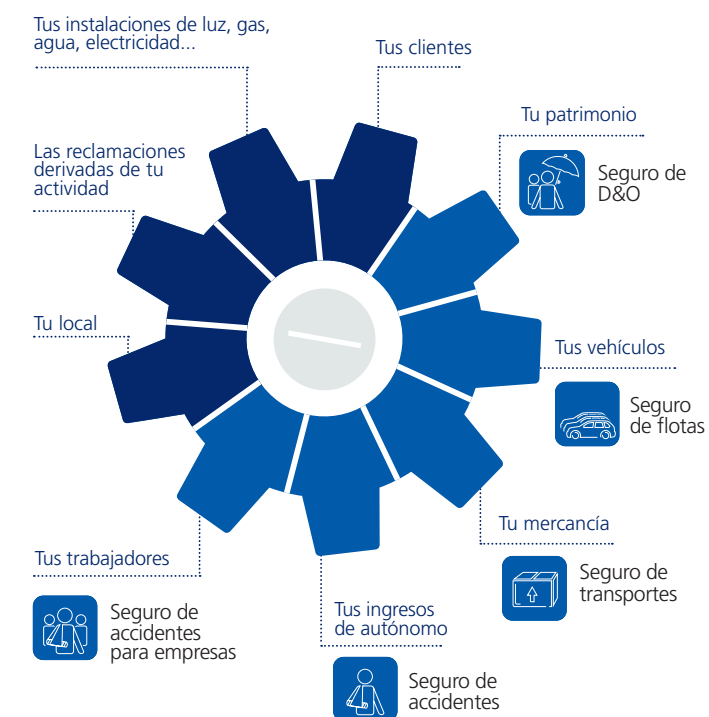 Tus instalaciones de luz, gas,
agua, electricidad...
Tus clientes
Tu patrimonio
Seguro de
D&O
Las reclamaciones
derivadas de tu
actividad
Tu local
Tus vehículos
Seguro
de flotas
Tu mercancía
Seguro de
transportes
Tus trabajadores
Seguro de
accidentes
para empresas
Tus ingresos
de autónomo
Seguro de
accidentes